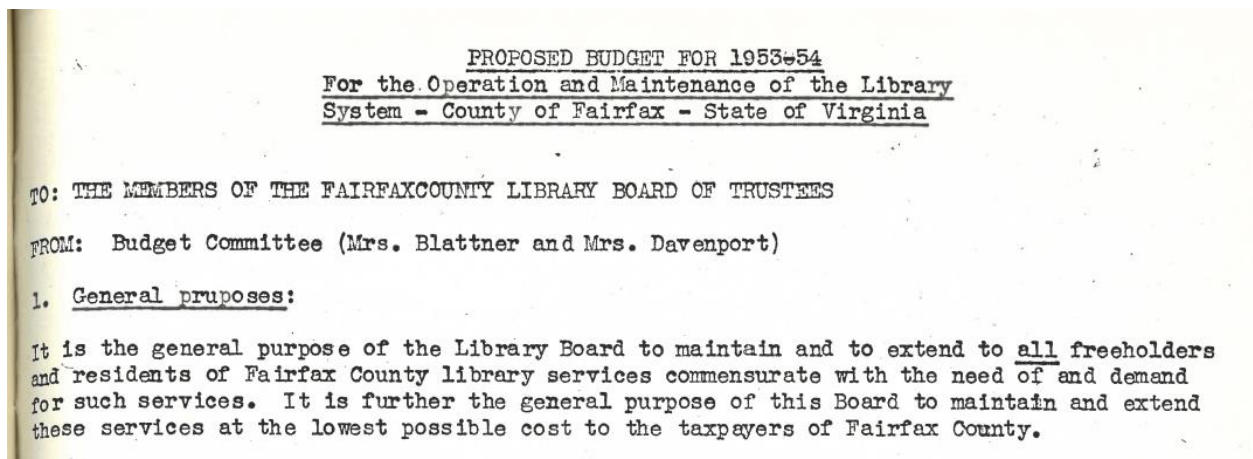 PROPOSED BUDGET FOR 1953-54
For the Operation and Maintenance of the Library
System - County of Fairfax - State of Virginia
TO: THE MEMBERS OF THE FAIRFAXCOUNTY LIBRARY BOARD OF TRUSTEES
FROM: Budget Committee (Mrs. Blattner and Mrs. Davenport)
1. General pruposes:
It is the general purpose of the Library Board to maintain and to extend to all freeholders
and residents of Fairfax County library services commensurate with the need of and demand
for such services. It is further the general purpose of this Board to maintain and extend
these services at the lowest possible cost to the taxpayers of Fairfax County.